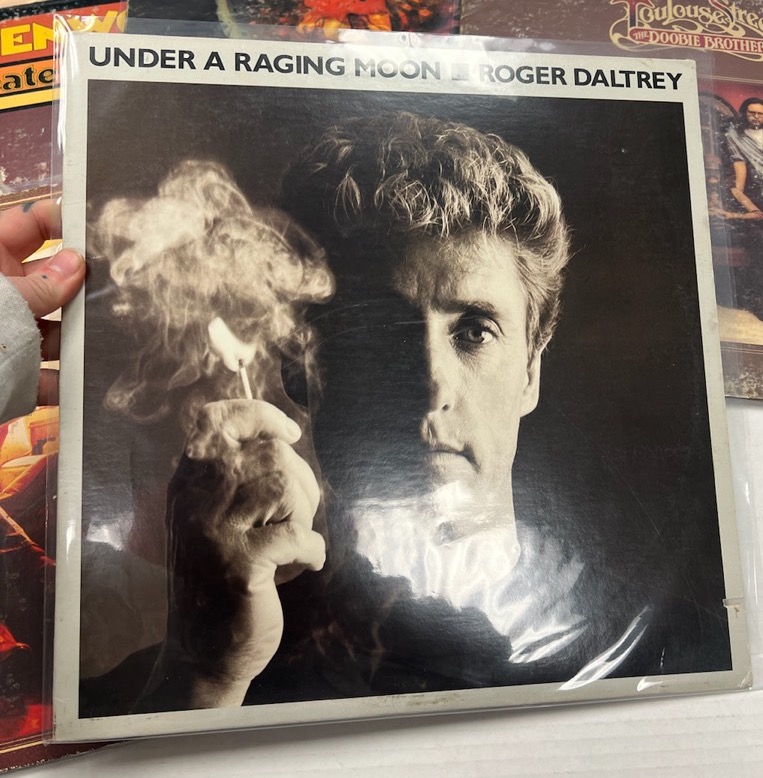 UNDER A RAGING MOON ROGER DALTREY
Toulouse Street
THE DOOBIE BROTHERS